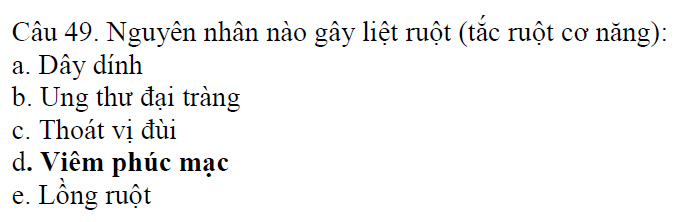 Câu 49. Nguyên nhân nào gây liệt ruột (tắc ruột cơ năng):
a. Dây dính
b. Ung thư đại tràng
c. Thoát vị đùi
d. Viêm phúc mạc
e. Lồng ruột